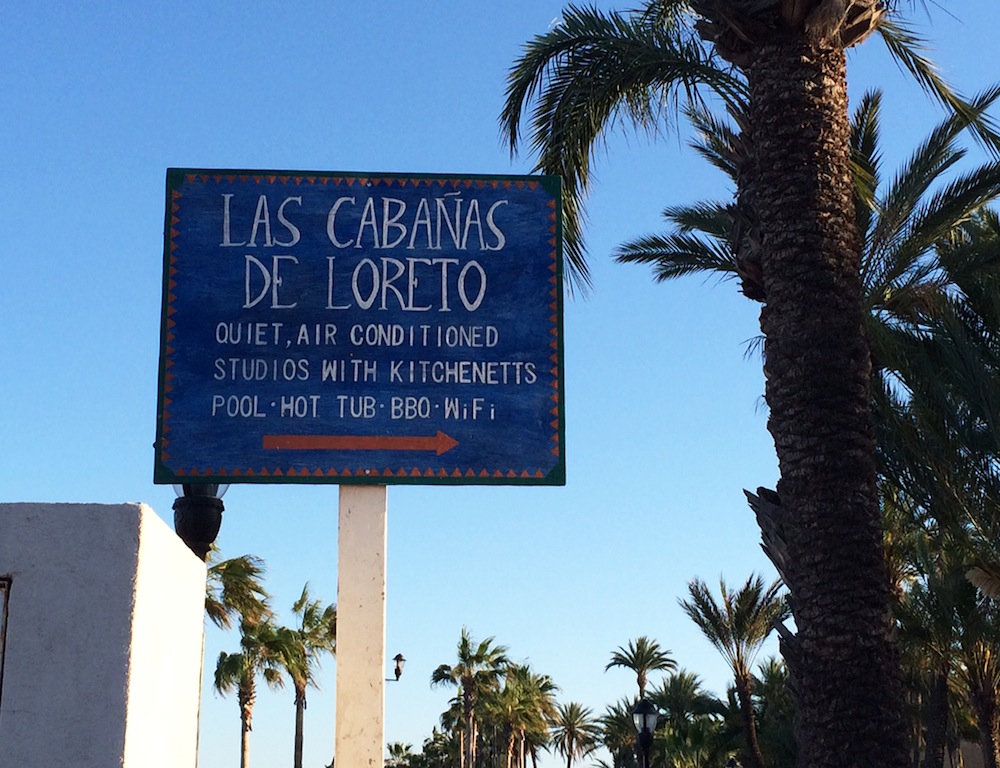 LAS CABAÑAS
DE LORETO
QUIET, AIR CONDITIONED
STUDIOS WITH KITCHENETTS
POOL · HOT TUB · BBQ · WiFi